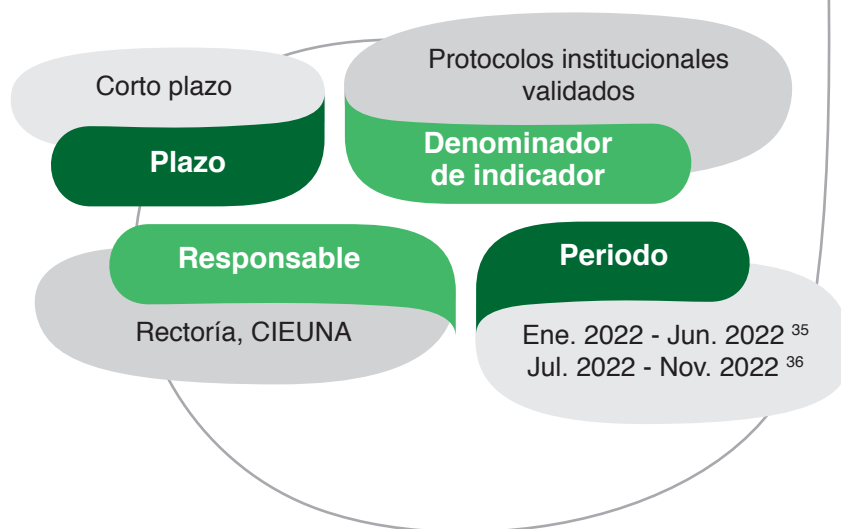 Corto plazo
Plazo
Protocolos institucionales
validados
Denominador
de indicador
Responsable
Rectoría, CIEUNA
Periodo
Ene. 2022 - Jun. 2022 35
Jul. 2022 - Nov. 2022 36